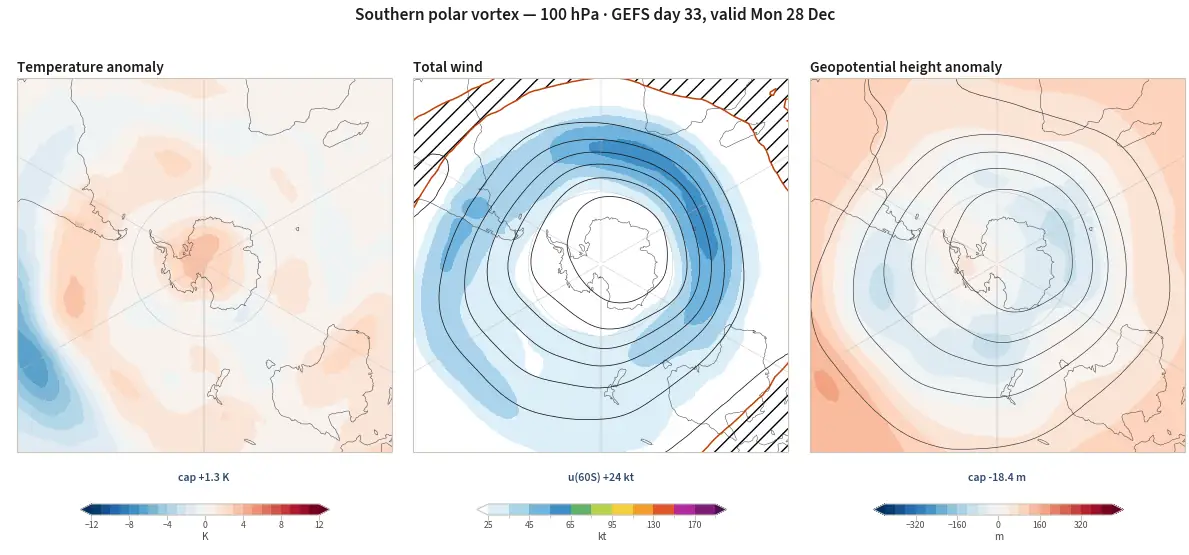 Southern polar vortex — 100 hPa · GEFS day 33, valid Mon 28 Dec
Temperature anomaly
Total wind
Geopotential height anomaly
cap +1.3 K
u(60S) +24 kt
cap -18.4 m
−12 −8 −4 0 4 8 12
K
25 45 65 95 130 170
kt
−320 −160 0 160 320
m